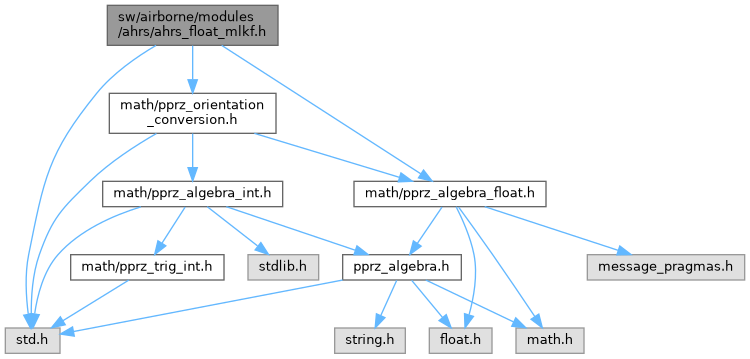 sw/airborne/modules
/ahrs/ahrs_float_mlkf.h
math/pprz_orientation
_conversion.h
math/pprz_algebra_int.h
math/pprz_algebra_float.h
math/pprz_trig_int.h
stdlib.h
pprz_algebra.h
message_pragmas.h
std.h
string.h
float.h
math.h